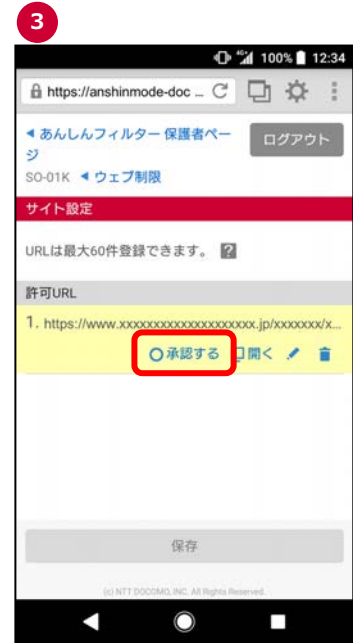 3
100% 12:34
https://anshinmode-doc ...
◀ あんしんフィルター 保護者ペー
ジ
ログアウト
SO-01K ◀ ウェブ制限
サイト設定
URLは最大60件登録できます。 ?
許可URL
1. https://www.xxxxxxxxxxxxxxxxxxxx.jp/xxxxxxx/x...
承認する 開く
保存
(c) NTT DOCOMO, INC. All Rights Reserved.